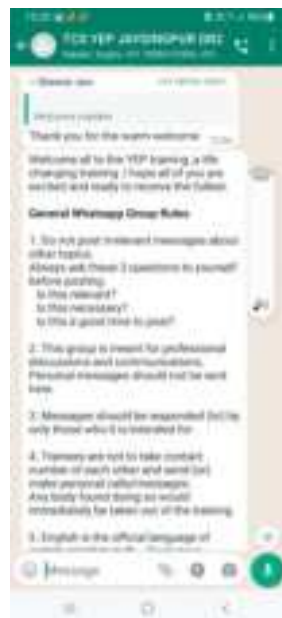 TCS YEP JAYSINGPUR
Thank you for the warm welcome
Welcome all to the YEP training, a life
changing training. I hope all of you are
excited and ready to receive the fullest.
General Whatsapp Group Rules
1. Do not post irrelevant messages about
other topics.
Always ask these 3 questions to yourself
before posting.
Is this relevant?
Is this necessary?
Is this a good time to post?
2. This group is meant for professional
discussions and communications.
Personal messages should not be sent
here.
3. Messages should be responded (to) by
only those who it is intended for
4. Trainees are not to take contact
number of each other and send (or)
make personal calls/messages.
Any body found doing so would
immediately be taken out of the training.
5. English is the official language of
Message